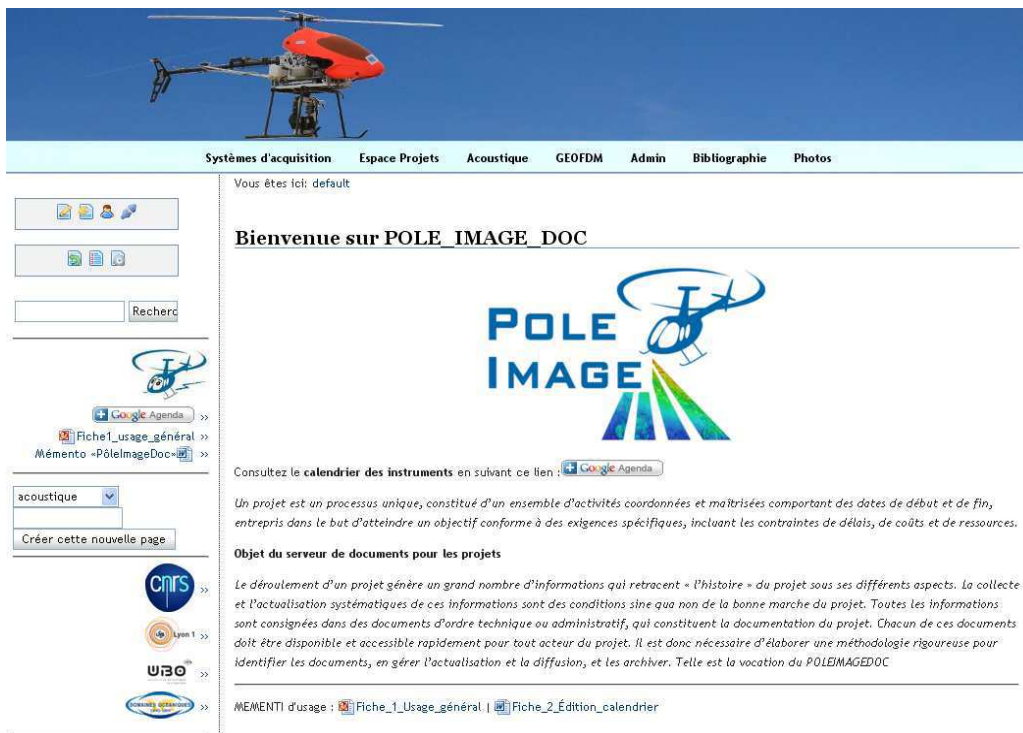 Systèmes d'acquisition Espace Projets Acoustique GEOFDM Admin Bibliographie Photos
Vous êtes ici: default
Recherc
Google Agenda »
Fiche1_usage_général »
Mémento «PôleImageDoc» »
acoustique
Créer cette nouvelle page
cnrs »
Lyon 1 »
UBO »
DOMAINES OCEANIQUES »
Bienvenue sur POLE_IMAGE_DOC
POLE
IMAGE
Consultez le calendrier des instruments en suivant ce lien : Google Agenda
Un projet est un processus unique, constitué d'un ensemble d'activités coordonnées et maîtrisées comportant des dates de début et de fin,
entrepris dans le but d'atteindre un objectif conforme à des exigences spécifiques, incluant les contraintes de délais, de coûts et de ressources.
Objet du serveur de documents pour les projets
Le déroulement d'un projet génère un grand nombre d'informations qui retracent « l'histoire » du projet sous ses différents aspects. La collecte
et l'actualisation systématiques de ces informations sont des conditions sine qua non de la bonne marche du projet. Toutes les informations
sont consignées dans des documents d'ordre technique ou administratif, qui constituent la documentation du projet. Chacun de ces documents
doit être disponible et accessible rapidement pour tout acteur du projet. il est donc nécessaire d'élaborer une méthodologie rigoureuse pour
identifier les documents, en gérer l'actualisation et la diffusion, et les archiver. Telle est la vocation du POLEIMAGEDOC
MEMENTI d'usage : Fiche_1_Usage_général | Fiche_2_Édition_calendrier